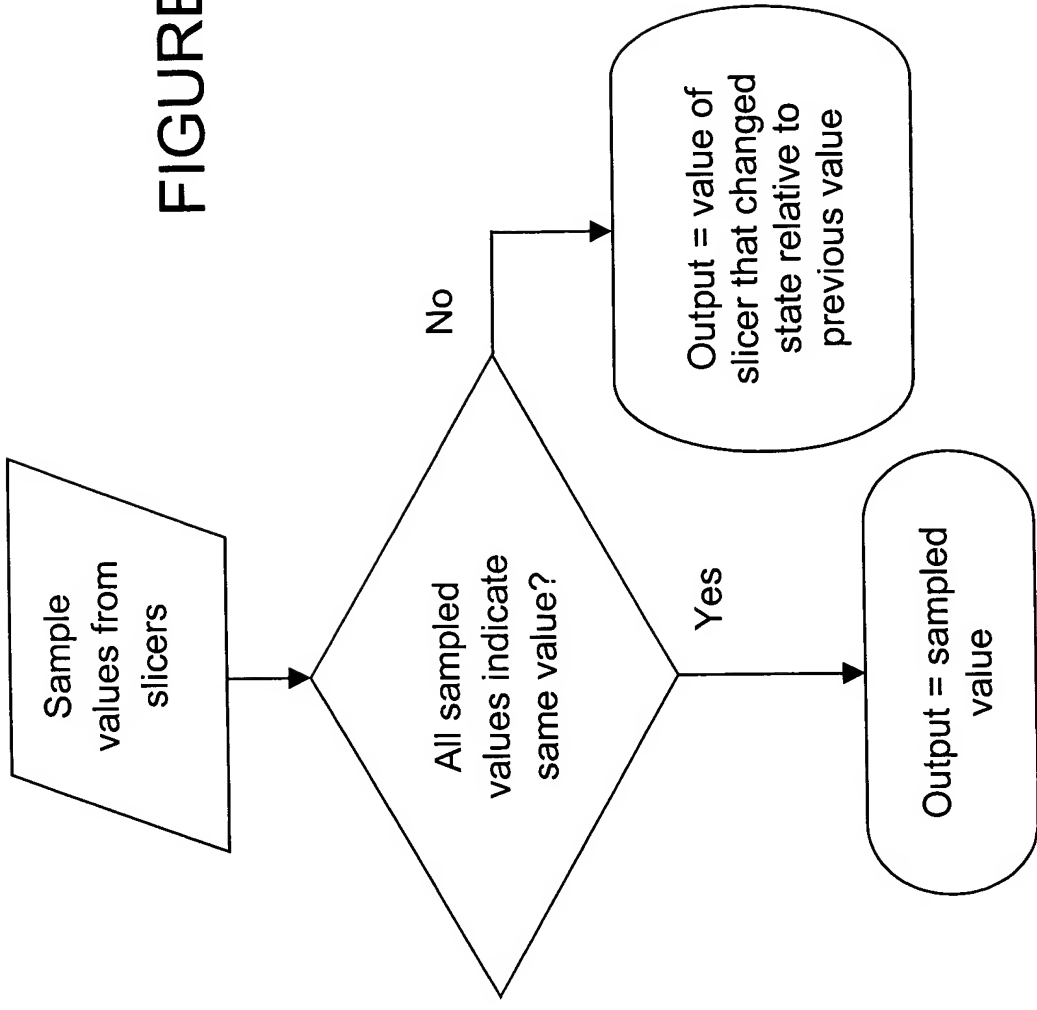 FIGURE
Sample
values from
slicers
All sampled
values indicate
same value?
No
Output = value of
slicer that changed
state relative to
previous value
Yes
Output = sampled
value